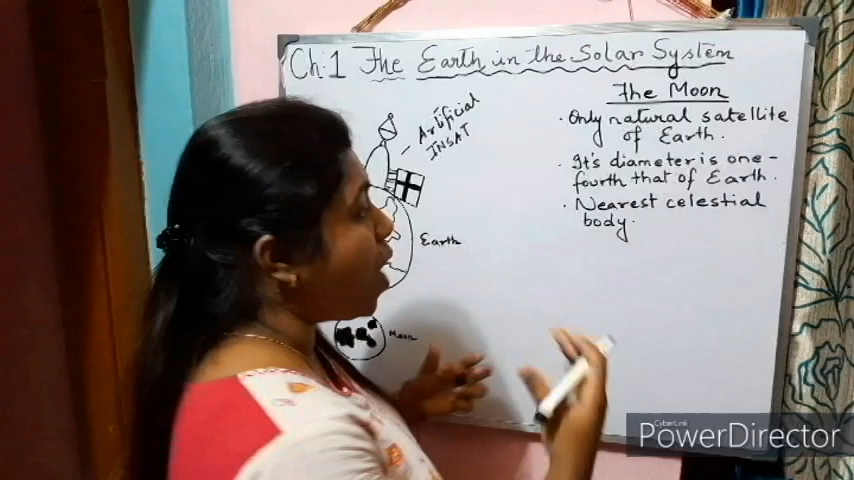 Ch:1 The Earth in the Solar System
The Moon
· Only natural satellite
of Earth.
· It's diameter is one-
fourth that of Earth.
· Nearest celestial
body.
Artificial
INSAT
Earth
Moon
CyberLink
PowerDirector